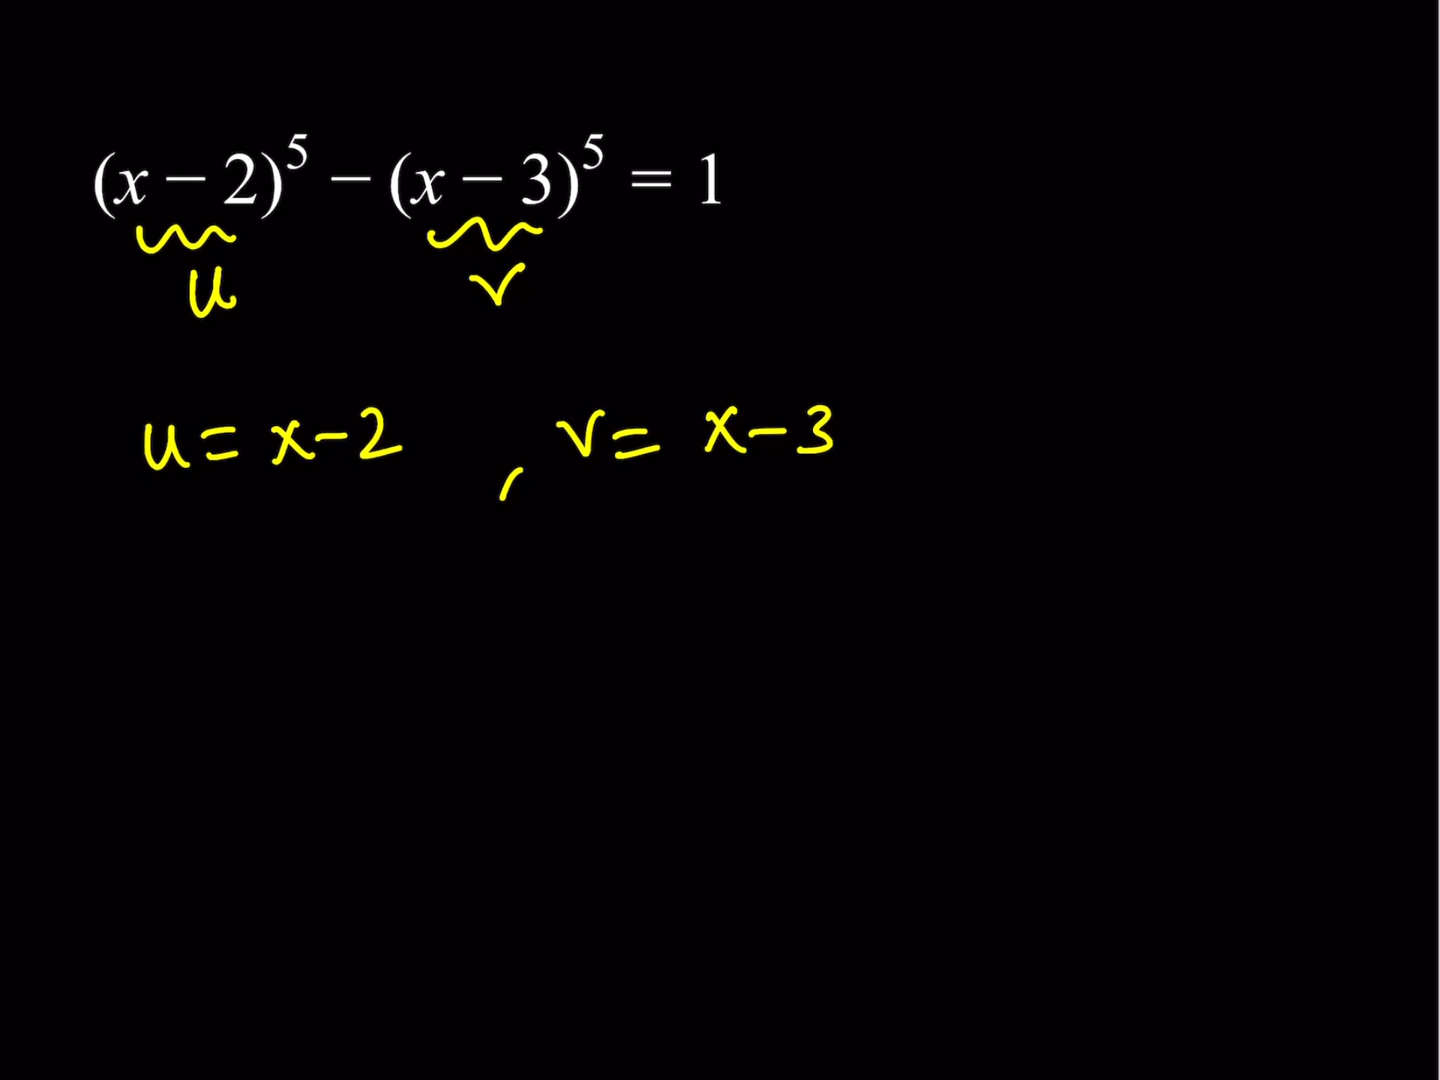 (x − 2)⁵ − (x − 3)⁵ = 1
u v
u = x − 2 , v = x − 3